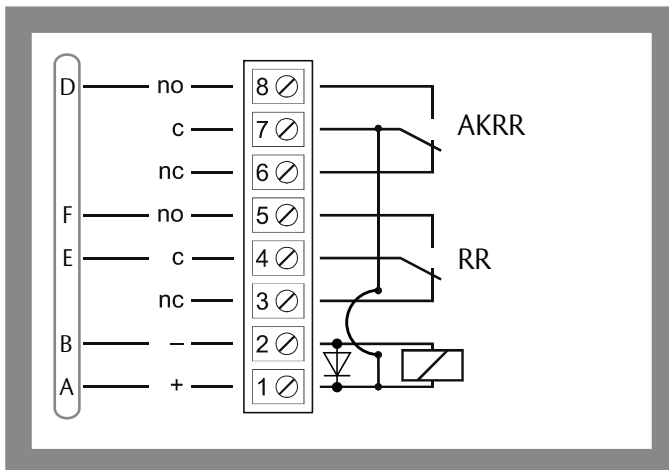 D no 8
c 7 AKRR
nc 6
F no 5
E c 4 RR
nc 3
B – 2
A + 1